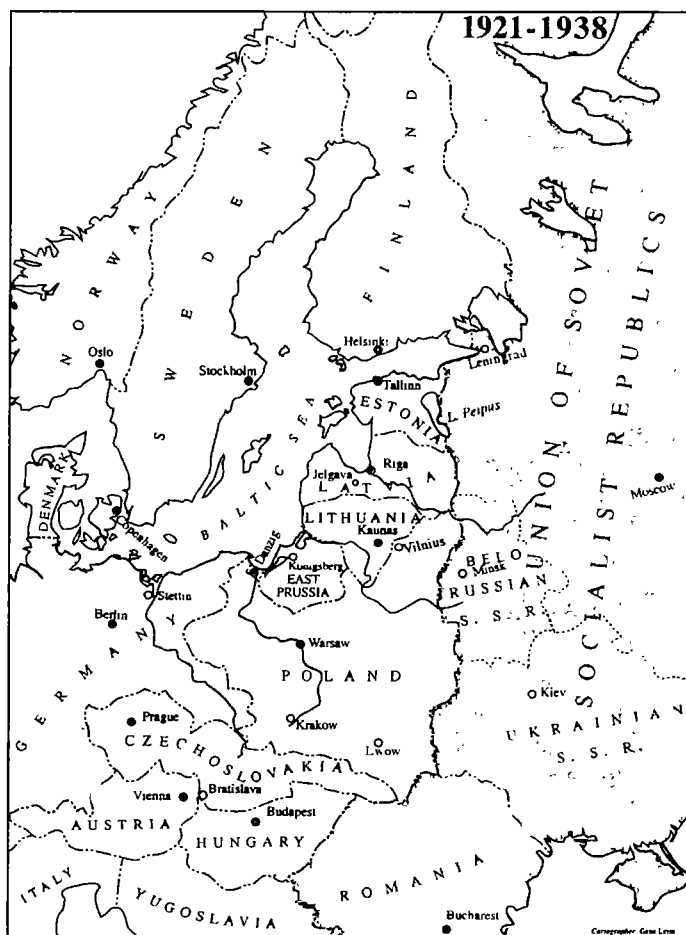 1921-1938
NORWAY
SWEDEN
FINLAND
UNION OF SOVIET
SOCIALIST REPUBLICS
Oslo
Stockholm
Helsinki
Leningrad
Tallinn
ESTONIA
L. Peipus
BALTIC SEA
Riga
Jelgava
LATVIA
Moscow
DENMARK
Copenhagen
LITHUANIA
Kaunas
Vilnius
Danzig
Königsberg
EAST
PRUSSIA
BELO
Minsk
RUSSIAN
S. S. R.
Stettin
Berlin
GERMANY
Warsaw
POLAND
Kiev
Prague
Krakow
Lwow
UKRAINIAN
S. S. R.
CZECHOSLOVAKIA
Vienna
Bratislava
Budapest
AUSTRIA
HUNGARY
ROMANIA
ITALY
YUGOSLAVIA
Bucharest
Cartographer